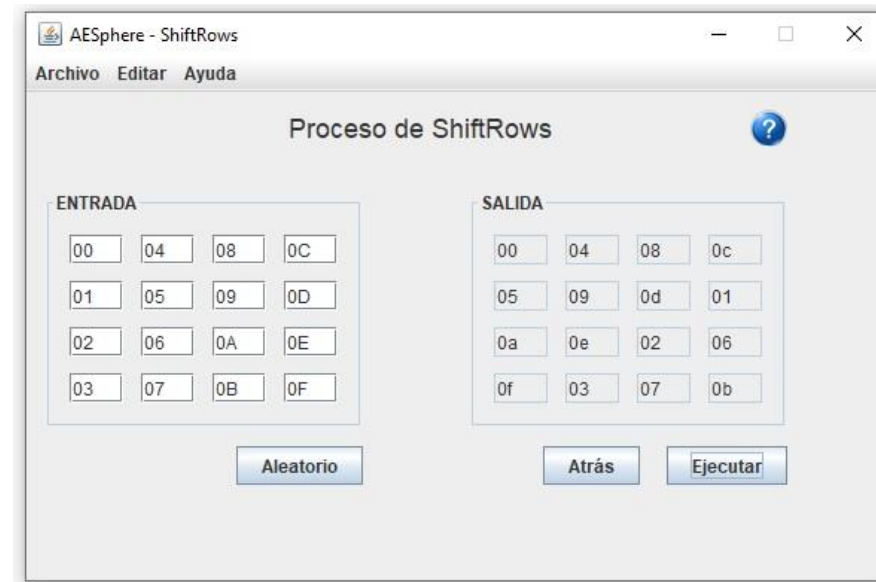 AESphere - ShiftRows
Archivo Editar Ayuda
Proceso de ShiftRows
?
ENTRADA
00 04 08 0C
01 05 09 0D
02 06 0A 0E
03 07 0B 0F
Aleatorio
SALIDA
00 04 08 0c
05 09 0d 01
0a 0e 02 06
0f 03 07 0b
Atrás Ejecutar